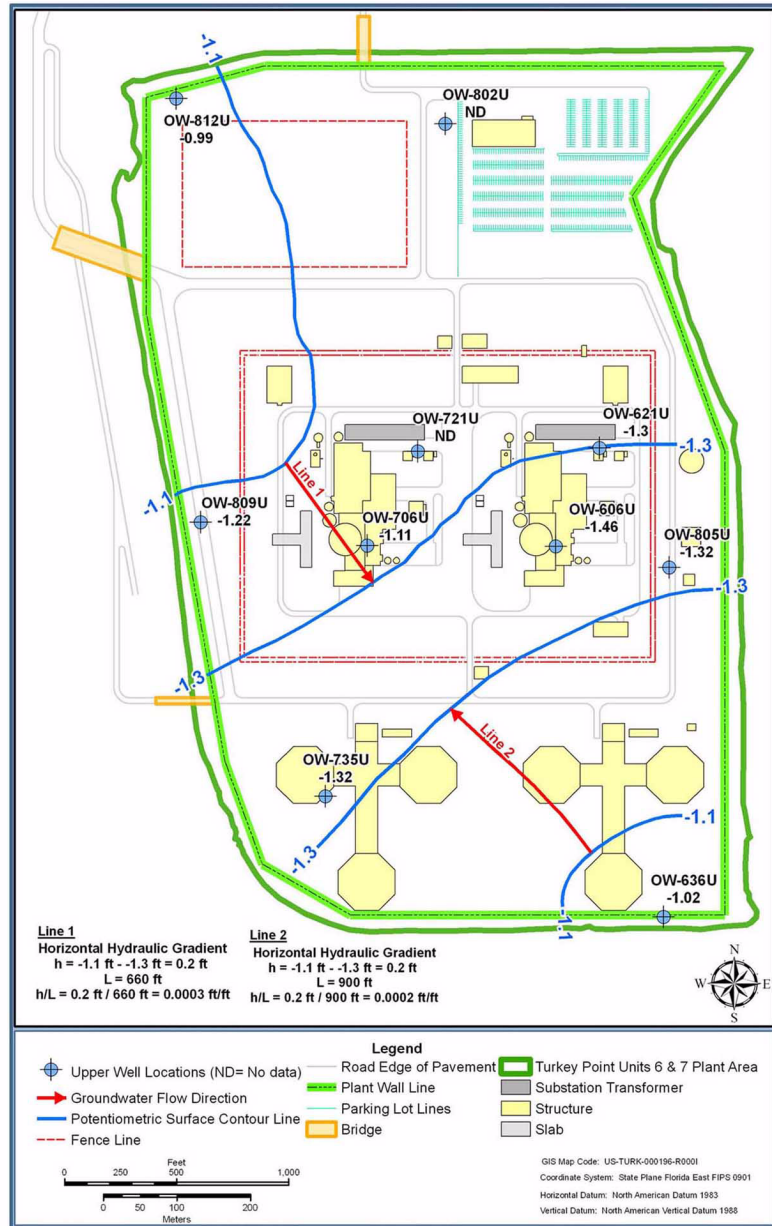 -1.1
OW-802U
ND
OW-812U
-0.99
OW-721U
ND
OW-621U
-1.3
-1.3
Line 1
-1.1
OW-809U
-1.22
OW-706U
-1.11
OW-606U
-1.46
OW-805U
-1.32
-1.3
-1.3
Line 2
OW-735U
-1.32
-1.1
-1.3
OW-636U
-1.02
-1.1
Line 1
Horizontal Hydraulic Gradient
h = -1.1 ft - -1.3 ft = 0.2 ft
L = 660 ft
h/L = 0.2 ft / 660 ft = 0.0003 ft/ft
Line 2
Horizontal Hydraulic Gradient
h = -1.1 ft - -1.3 ft = 0.2 ft
L = 900 ft
h/L = 0.2 ft / 900 ft = 0.0002 ft/ft
N
W
E
S
Legend
Upper Well Locations (ND= No data)
Groundwater Flow Direction
Potentiometric Surface Contour Line
Fence Line
Road Edge of Pavement
Plant Wall Line
Parking Lot Lines
Bridge
Turkey Point Units 6 & 7 Plant Area
Substation Transformer
Structure
Slab
Feet
0 250 500 1,000
0 50 100 200
Meters
GIS Map Code: US-TURK-000196-R000I
Coordinate System: State Plane Florida East FIPS 0901
Horizontal Datum: North American Datum 1983
Vertical Datum: North American Vertical Datum 1988